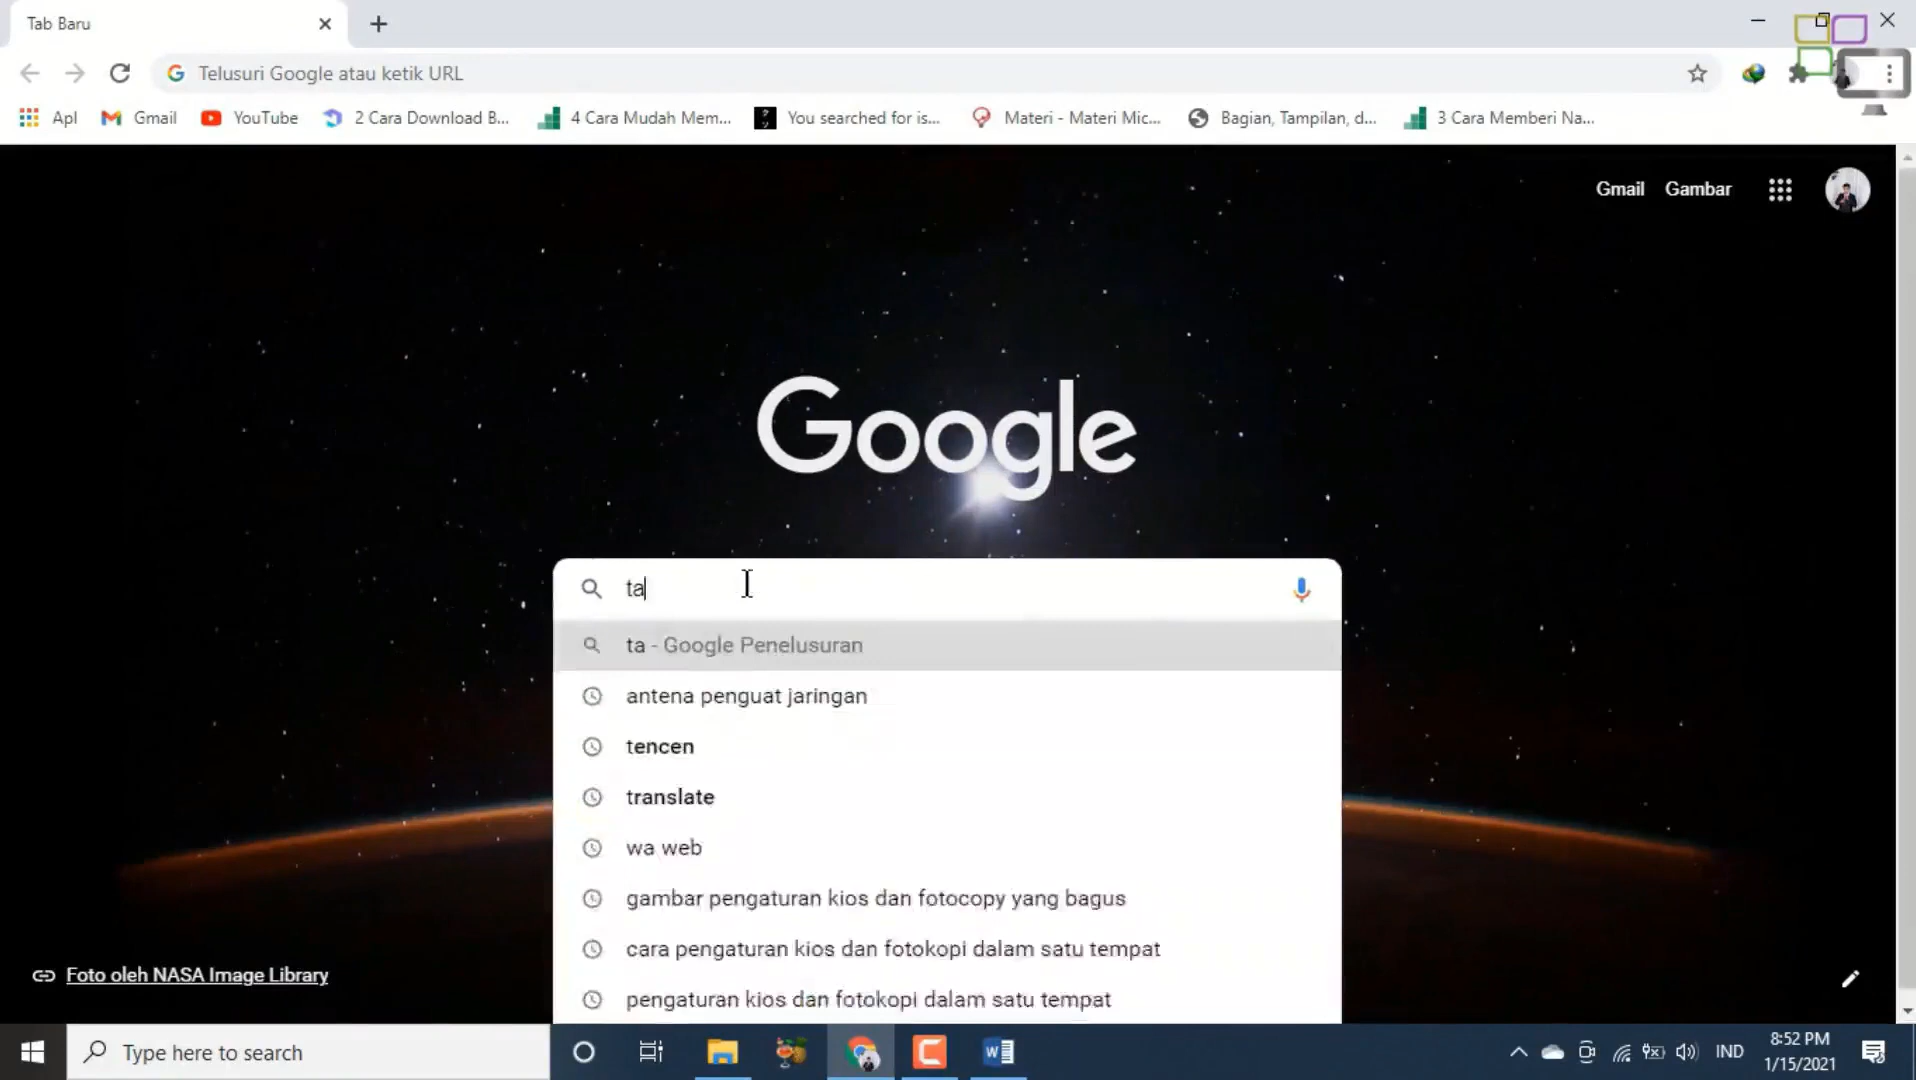 Tab Baru
Telusuri Google atau ketik URL
Apl
Gmail
YouTube
2 Cara Download B...
4 Cara Mudah Mem...
You searched for is...
Materi - Materi Mic...
Bagian, Tampilan, d...
3 Cara Memberi Na...
Gmail
Gambar
Google
ta
ta - Google Penelusuran
antena penguat jaringan
tencen
translate
wa web
gambar pengaturan kios dan fotocopy yang bagus
cara pengaturan kios dan fotokopi dalam satu tempat
pengaturan kios dan fotokopi dalam satu tempat
Foto oleh NASA Image Library
Type here to search
IND
8:52 PM
1/15/2021